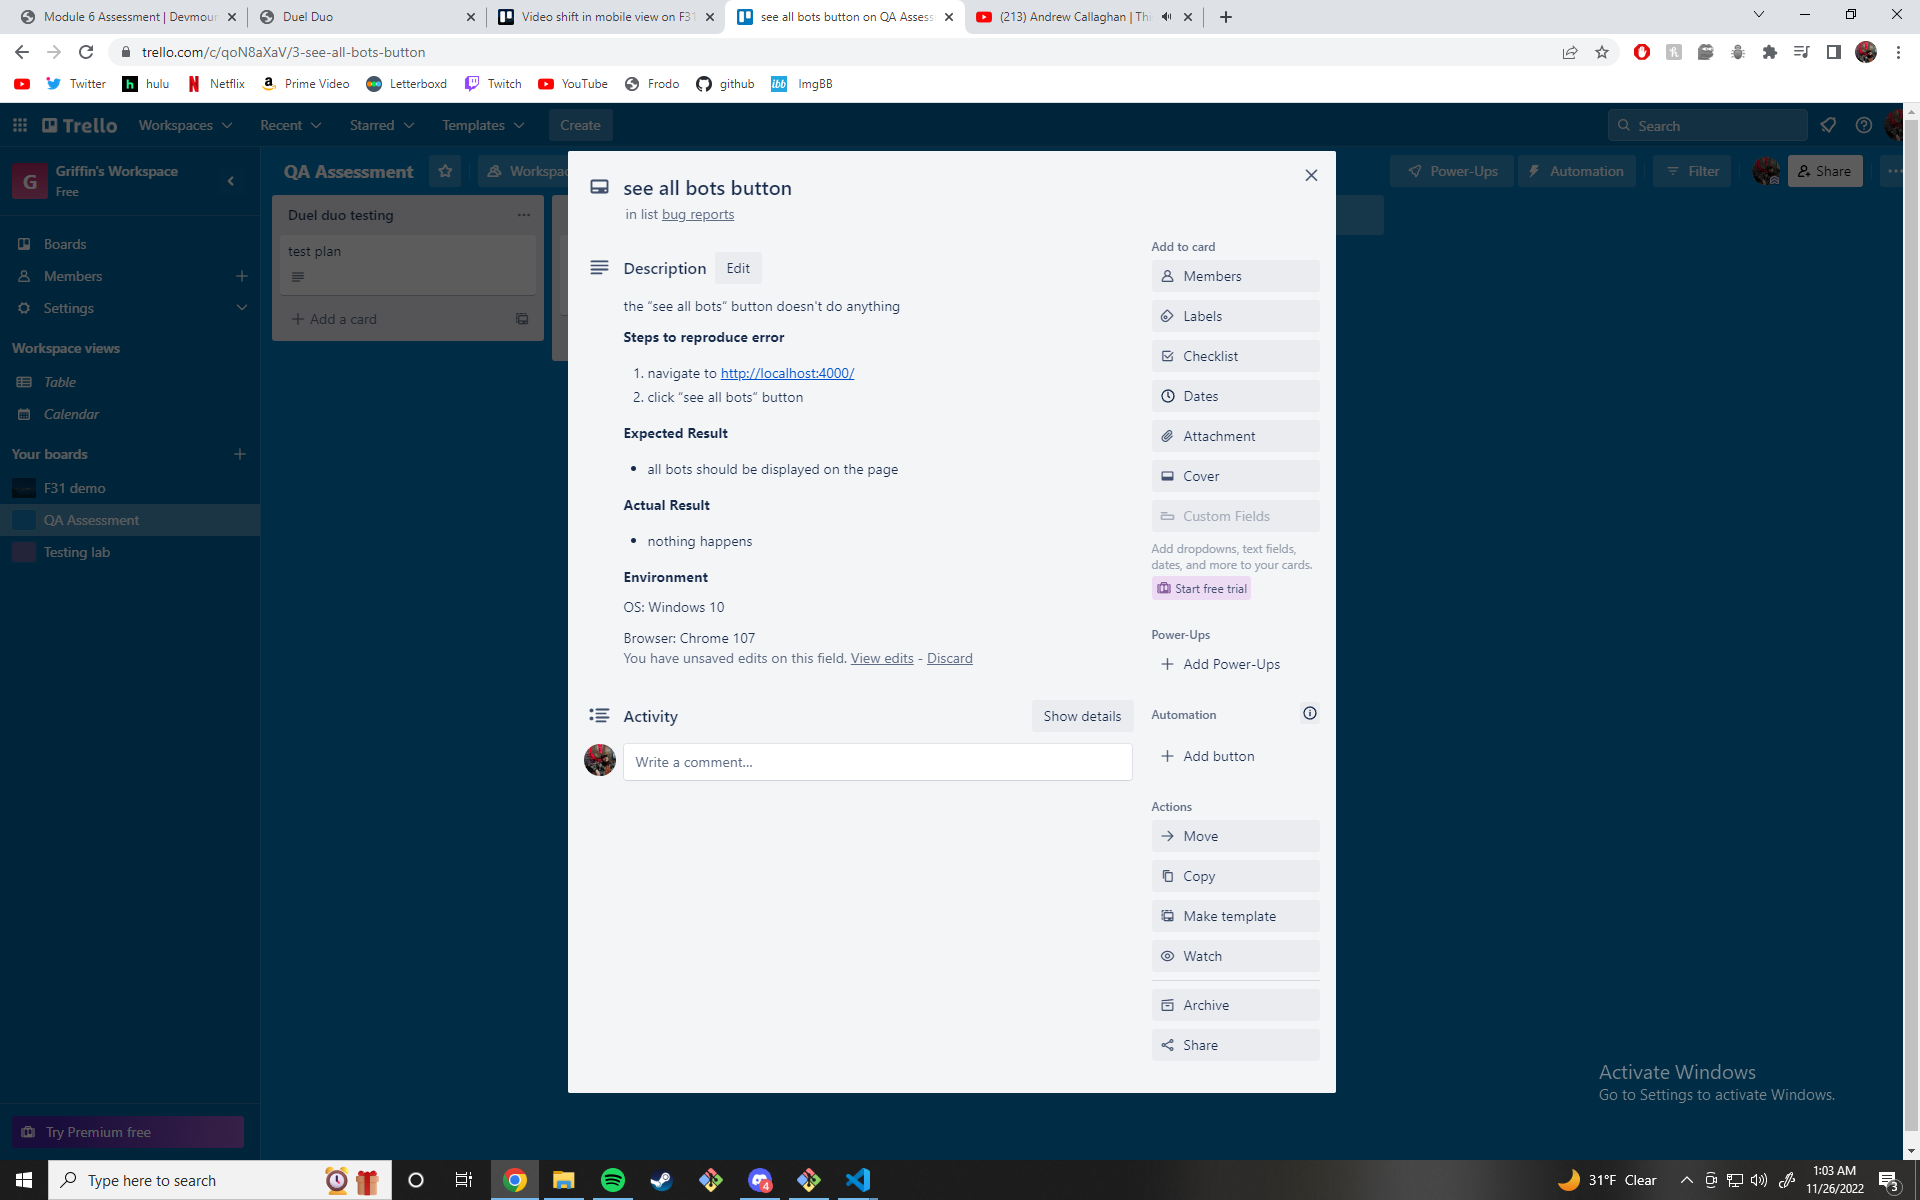 Module 6 Assessment | Devmoun
Duel Duo
Video shift in mobile view on F31
see all bots button on QA Assess
(213) Andrew Callaghan | Thi
trello.com/c/qoN8aXaV/3-see-all-bots-button
Twitter
hulu
Netflix
Prime Video
Letterboxd
Twitch
YouTube
Frodo
github
ibb
ImgBB
Trello
Workspaces
Recent
Starred
Templates
Create
Search
G
Griffin's Workspace
Free
QA Assessment
Workspac
Power-Ups
Automation
Filter
Share
Boards
Members
Settings
Workspace views
Table
Calendar
Your boards
F31 demo
QA Assessment
Testing lab
Try Premium free
Duel duo testing
test plan
Add a card
see all bots button
in list bug reports
Description
Edit
the “see all bots” button doesn't do anything
Steps to reproduce error
1. navigate to http://localhost:4000/
2. click “see all bots” button
Expected Result
• all bots should be displayed on the page
Actual Result
• nothing happens
Environment
OS: Windows 10
Browser: Chrome 107
You have unsaved edits on this field. View edits - Discard
Activity
Show details
Write a comment...
Add to card
Members
Labels
Checklist
Dates
Attachment
Cover
Custom Fields
Add dropdowns, text fields,
dates, and more to your cards.
Start free trial
Power-Ups
Add Power-Ups
Automation
Add button
Actions
Move
Copy
Make template
Watch
Archive
Share
Activate Windows
Go to Settings to activate Windows.
Type here to search
4
31°F Clear
1:03 AM
11/26/2022
3